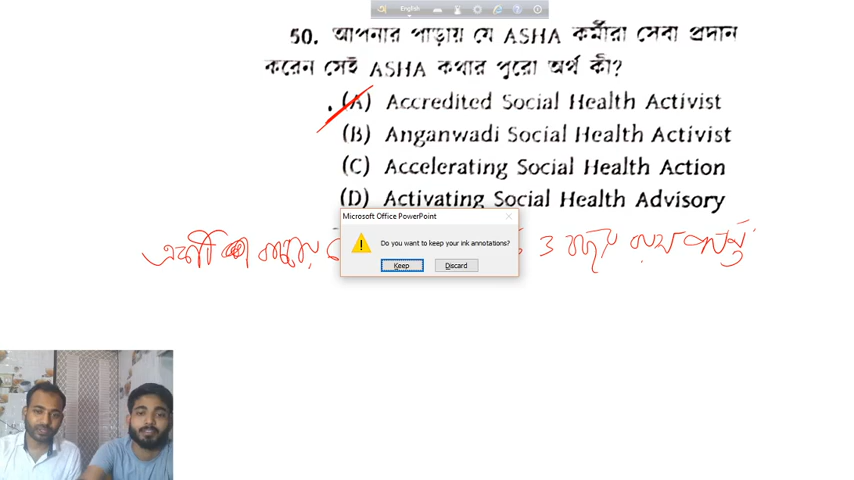 English
50. আপনার পাড়ায় যে ASHA কর্মীরা সেবা প্রদান
করেন সেই ASHA কথার পুরো অর্থ কী?
(A) Accredited Social Health Activist
(B) Anganwadi Social Health Activist
(C) Accelerating Social Health Action
(D) Activating Social Health Advisory
Microsoft Office PowerPoint
Do you want to keep your ink annotations?
Keep Discard